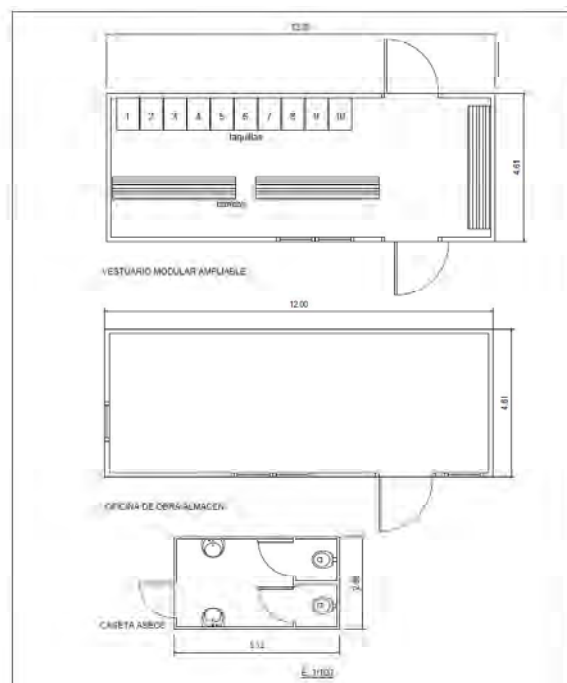 12.00
1 2 3 4 5 6 7 8 9 10
taquillas
4.61
VESTUARIO MODULAR AMPLIABLE
12.00
4.61
OFICINA DE OBRA/ALMACEN
CASETA ASEOS
E: 1/100